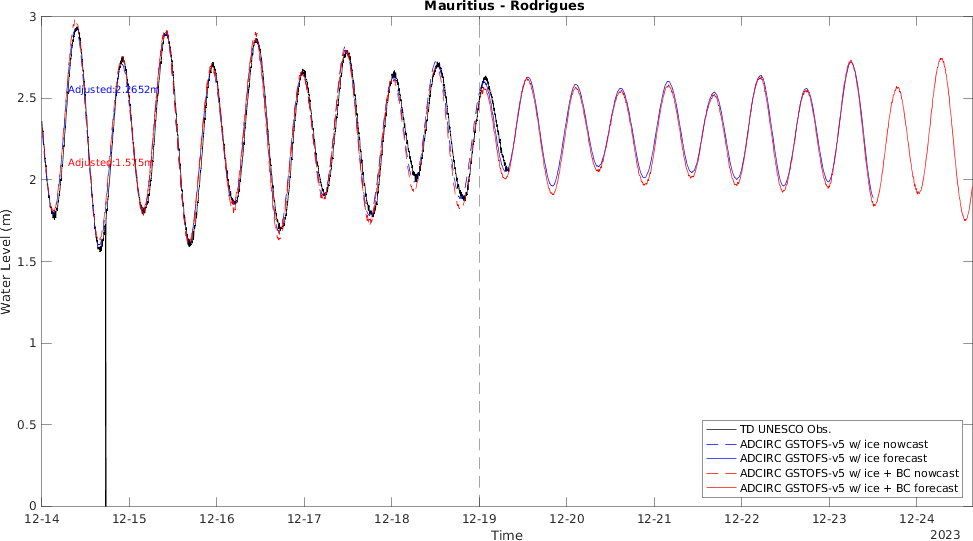 Mauritius - Rodrigues
3
2.5
2
1.5
1
0.5
0
Water Level (m)
Adjusted:2.2652m
Adjusted:1.575m
TD UNESCO Obs.
ADCIRC GSTOFS-v5 w/ ice nowcast
ADCIRC GSTOFS-v5 w/ ice forecast
ADCIRC GSTOFS-v5 w/ ice + BC nowcast
ADCIRC GSTOFS-v5 w/ ice + BC forecast
12-14 12-15 12-16 12-17 12-18 12-19 12-20 12-21 12-22 12-23 12-24
Time
2023